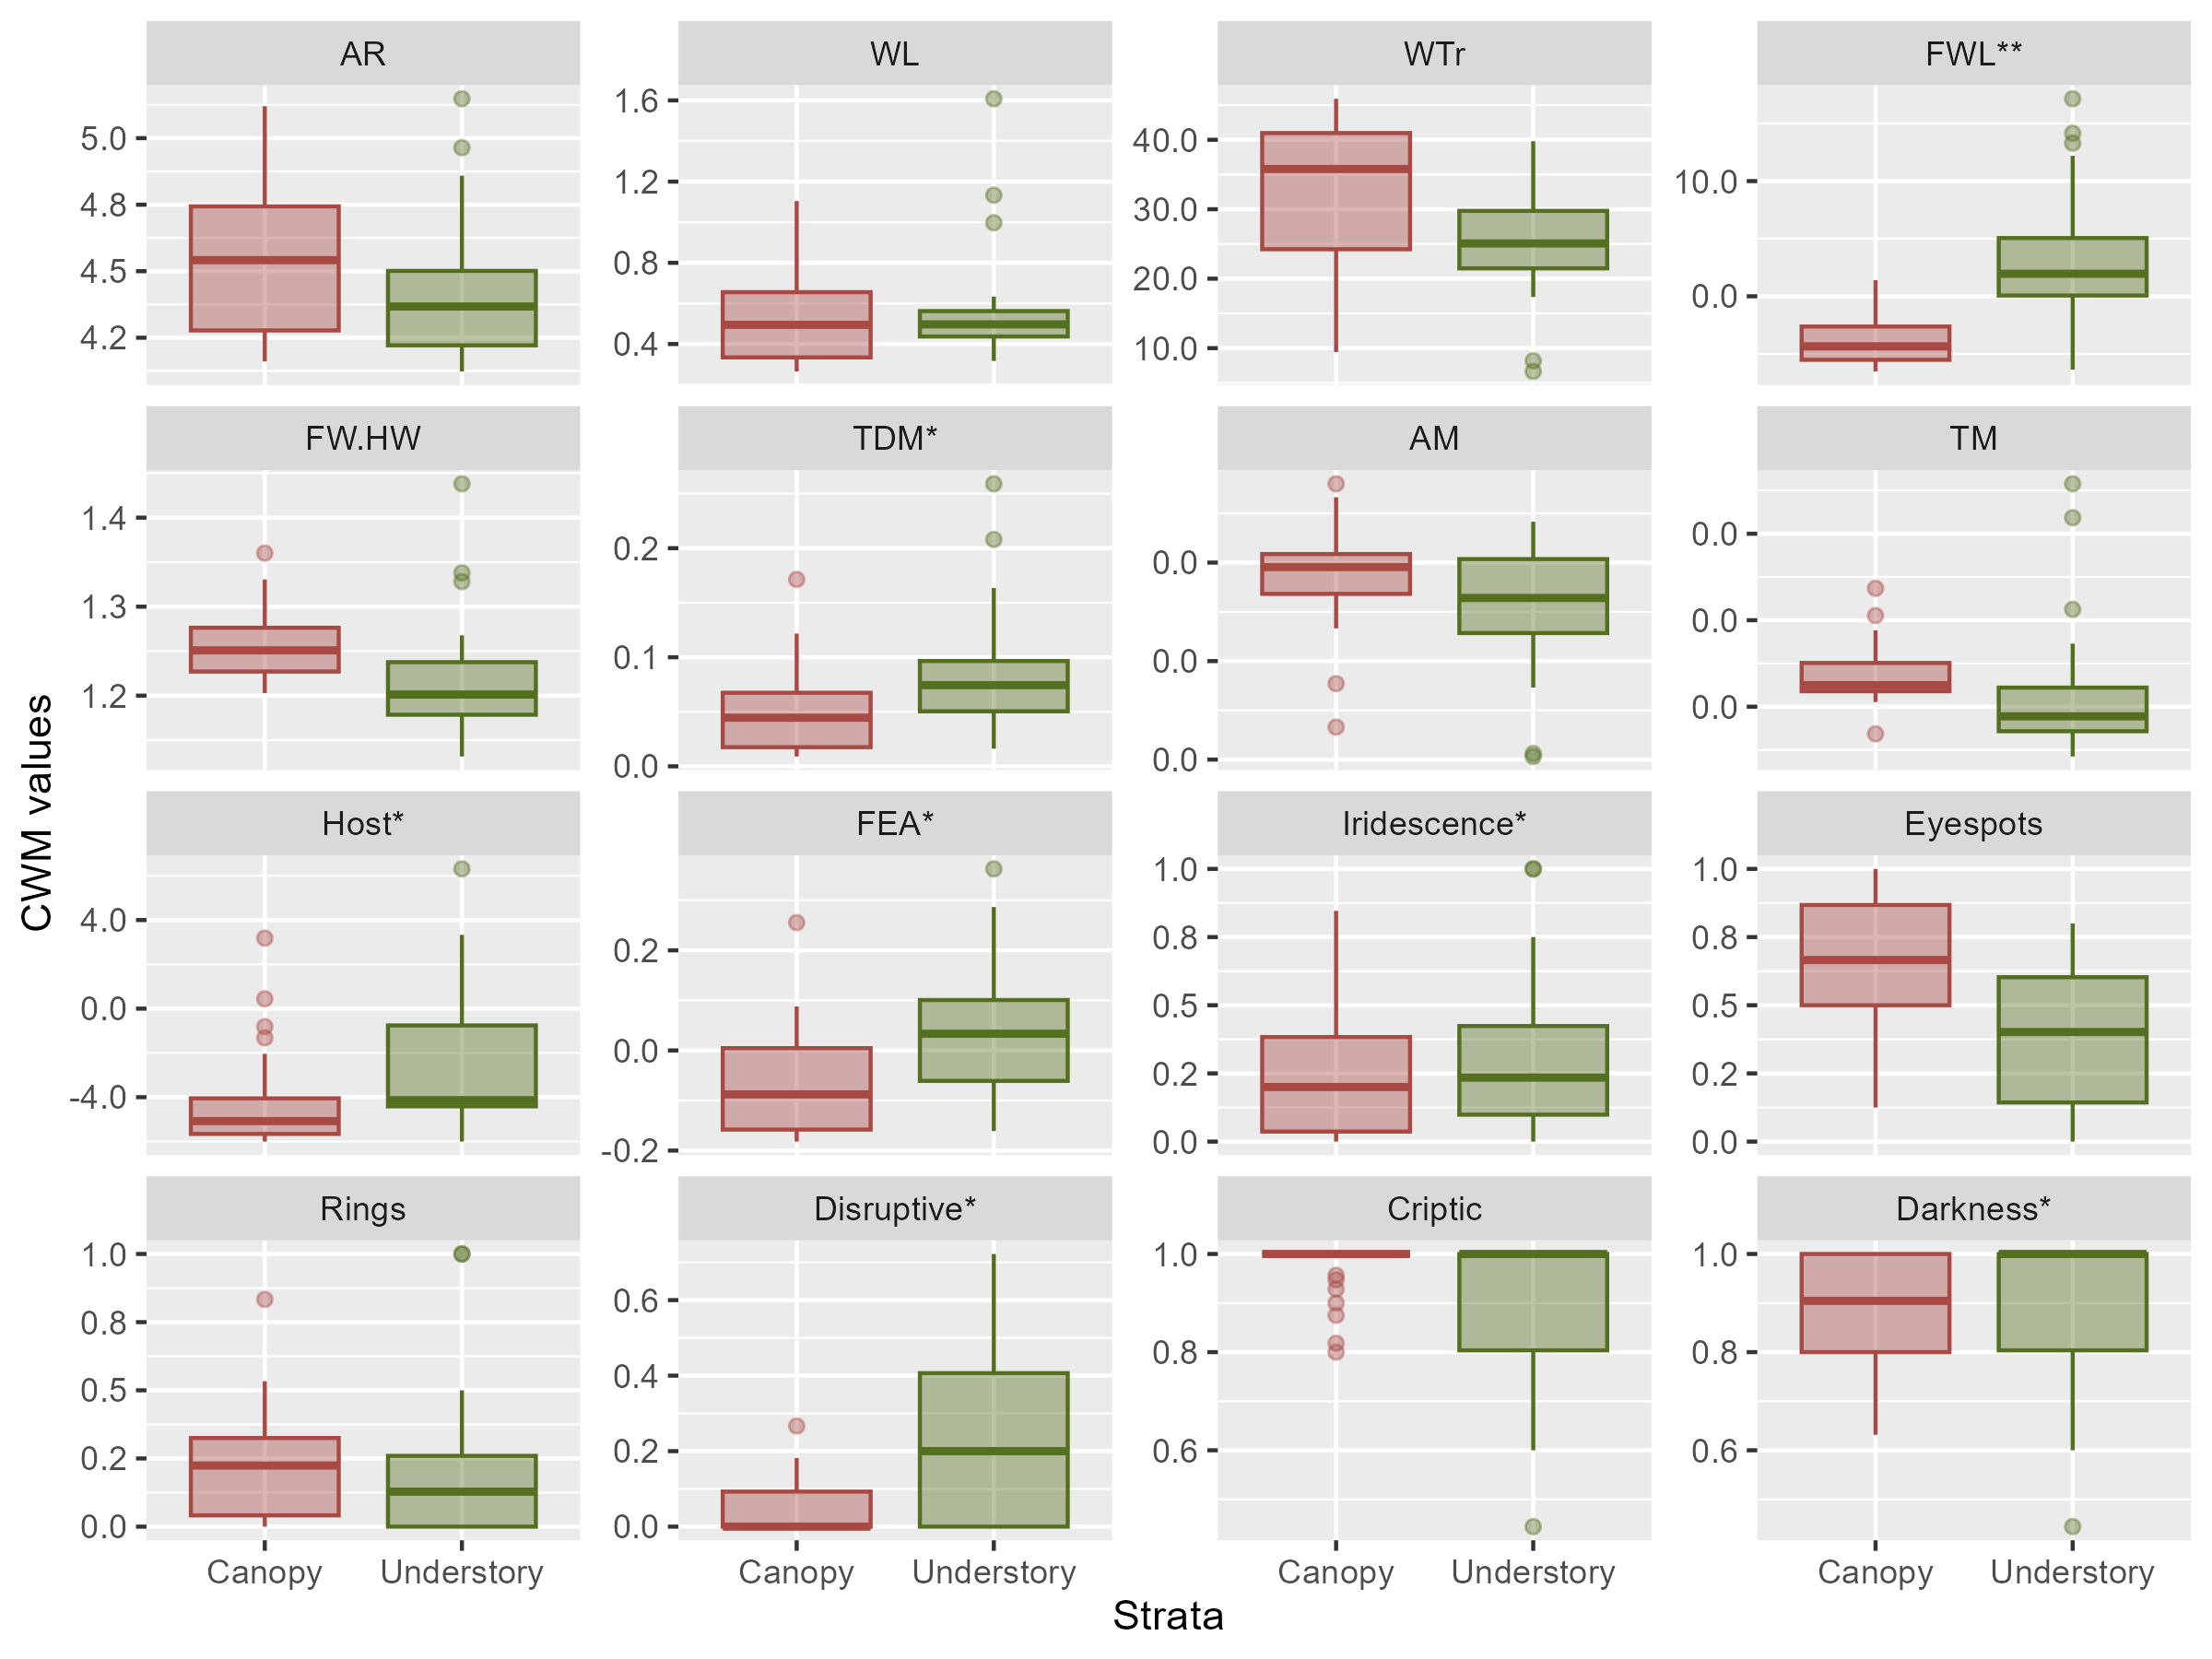 AR WL WTr FWL**
5.0 4.8 4.5 4.2 1.6 1.2 0.8 0.4 40.0 30.0 20.0 10.0 10.0 0.0
FW.HW TDM* AM TM
1.4 1.3 1.2 0.2 0.1 0.0 0.0 0.0 0.0 0.0 0.0 0.0
CWM values
Host* FEA* Iridescence* Eyespots
4.0 0.0 -4.0 0.2 0.0 -0.2 1.0 0.8 0.5 0.2 0.0 1.0 0.8 0.5 0.2 0.0
Rings Disruptive* Criptic Darkness*
1.0 0.8 0.5 0.2 0.0 0.6 0.4 0.2 0.0 1.0 0.8 0.6 1.0 0.8 0.6
Canopy Understory Canopy Understory Canopy Understory Canopy Understory
Strata